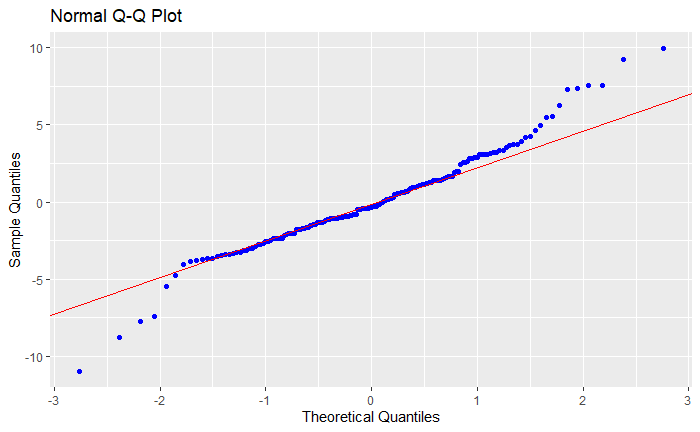 Normal Q-Q Plot
10
5
0
-5
-10
Sample Quantiles
-3 -2 -1 0 1 2 3
Theoretical Quantiles